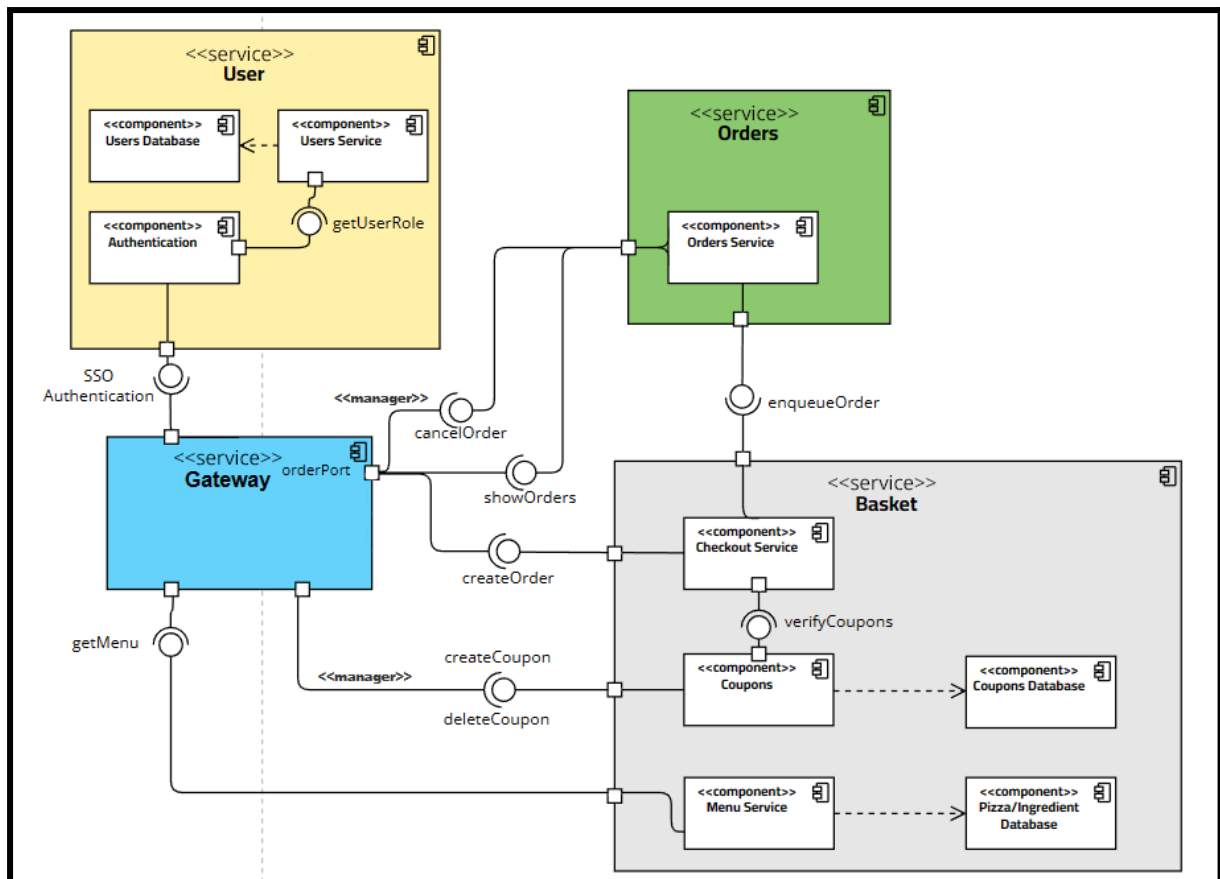 <<service>>
User
<<component>>
Users Database
<<component>>
Users Service
<<component>>
Authentication
getUserRole
<<service>>
Orders
<<component>>
Orders Service
SSO
Authentication
<<manager>>
cancelOrder
enqueueOrder
<<service>>
Gateway
orderPort
showOrders
createOrder
<<service>>
Basket
<<component>>
Checkout Service
verifyCoupons
getMenu
createCoupon
<<manager>>
deleteCoupon
<<component>>
Coupons
<<component>>
Coupons Database
<<component>>
Menu Service
<<component>>
Pizza/Ingredient
Database